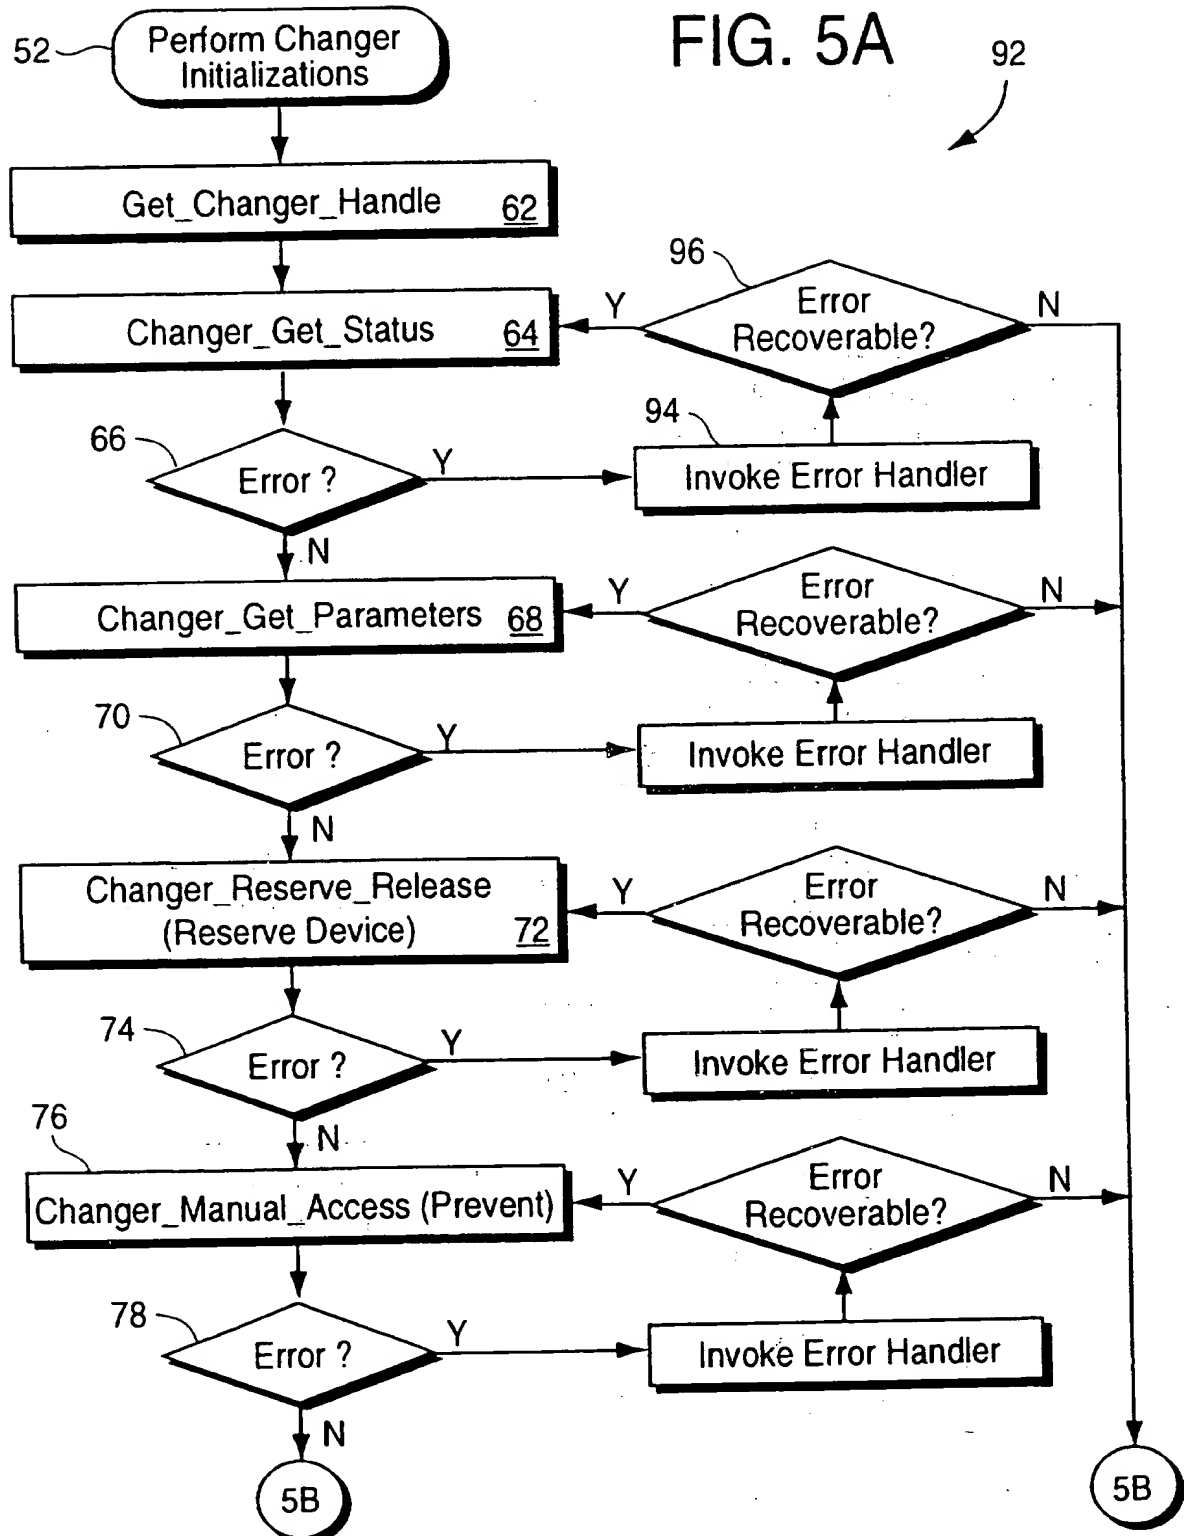 FIG. 5A
52
Perform Changer
Initializations
92
Get_Changer_Handle 62
96
Error
Recoverable?
Y
N
Changer_Get_Status 64
94
Invoke Error Handler
66
Error ?
Y
N
Error
Recoverable?
Y
N
Changer_Get_Parameters 68
70
Error ?
Y
Invoke Error Handler
N
Error
Recoverable?
Y
N
Changer_Reserve_Release
(Reserve Device) 72
74
Error ?
Y
Invoke Error Handler
N
76
Error
Recoverable?
Y
N
Changer_Manual_Access (Prevent)
78
Error ?
Y
Invoke Error Handler
N
5B
5B